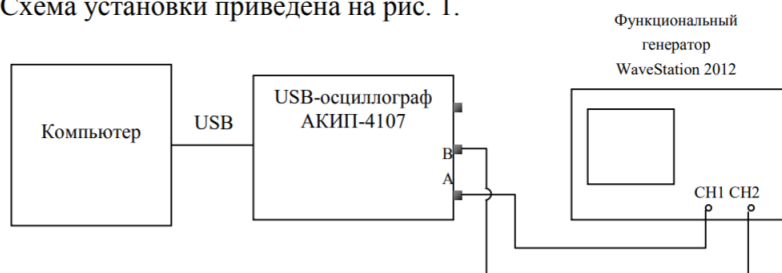 Схема установки приведена на рис. 1.
Функциональный
генератор
WaveStation 2012
Компьютер
USB
USB-осциллограф
АКИП-4107
B
A
CH1 CH2